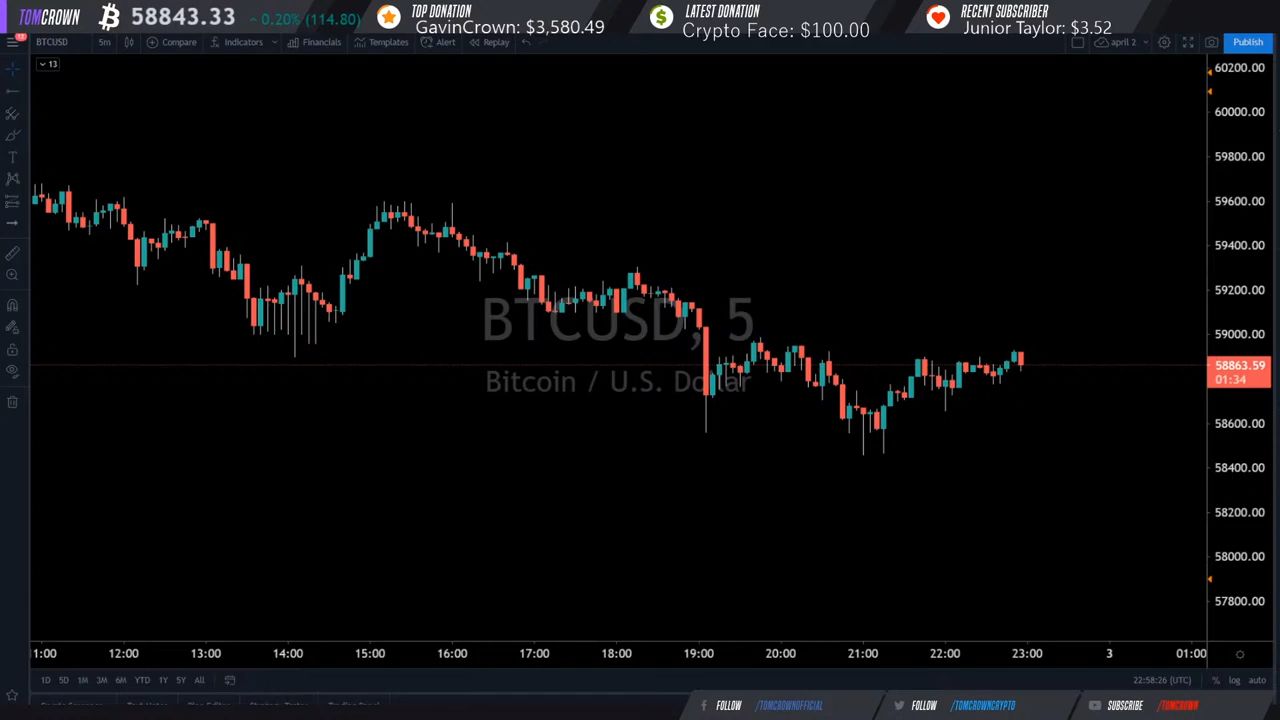 TOMCROWN 58843.33 0.20% (114.80)
TOP DONATION
GavinCrown: $3,580.49
LATEST DONATION
Crypto Face: $100.00
RECENT SUBSCRIBER
Junior Taylor: $3.52
13
BTCUSD 5m Compare Indicators Financials Templates Alert Replay april 2 Publish
13
60200.00
60000.00
59800.00
59600.00
59400.00
59200.00
59000.00
58863.59
01:34
58600.00
58400.00
58200.00
58000.00
57800.00
BTCUSD, 5
Bitcoin / U.S. Dollar
11:00 12:00 13:00 14:00 15:00 16:00 17:00 18:00 19:00 20:00 21:00 22:00 23:00 3 01:00
1D 5D 1M 3M 6M YTD 1Y 5Y All 22:58:26 (UTC) % log auto
FOLLOW /TOMCROWNOFFICIAL FOLLOW /TOMCROWNCRYPTO SUBSCRIBE /TOMCROWN